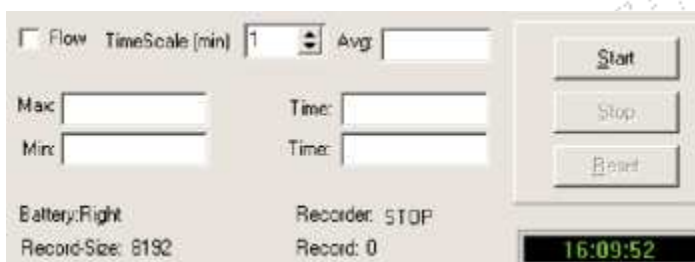 Flow TimeScale (min) 1 Avg:
Start
Max: Time:
Stop
Min: Time:
Reset
Battery:Right Recorder: STOP
Record-Size: 8192 Record: 0
16:09:52